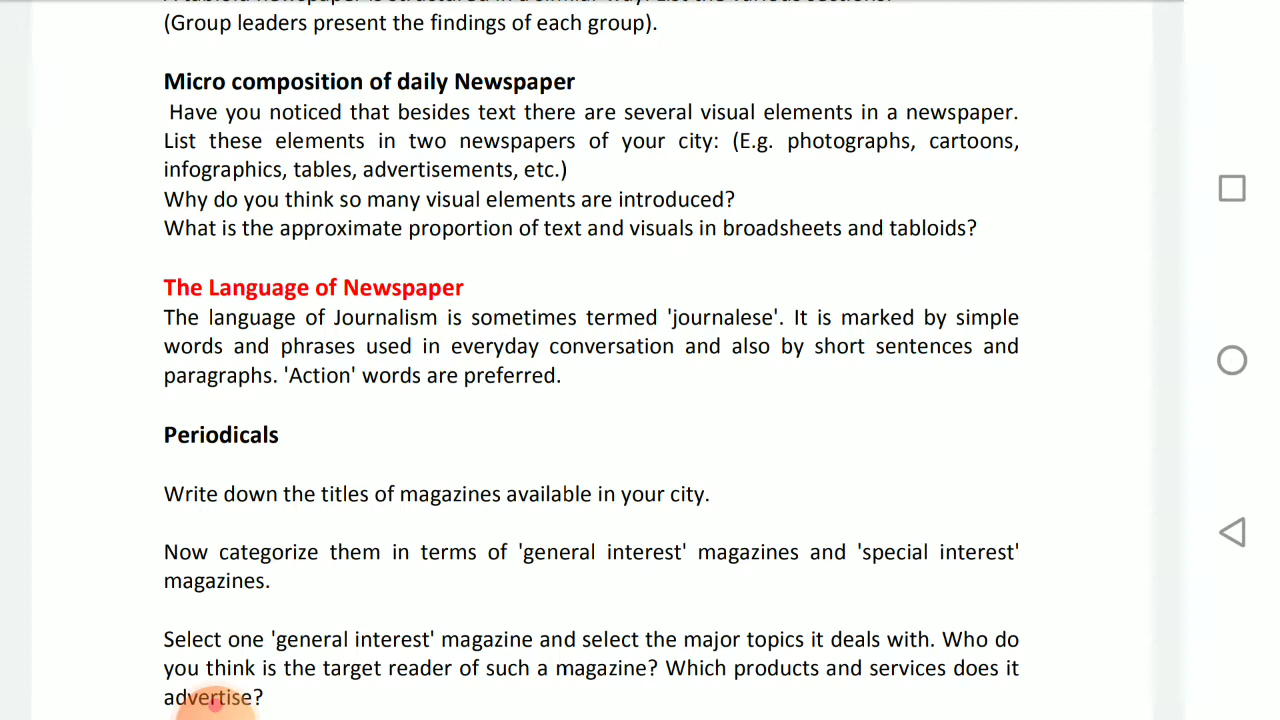 (Group leaders present the findings of each group).
Micro composition of daily Newspaper
Have you noticed that besides text there are several visual elements in a newspaper.
List these elements in two newspapers of your city: (E.g. photographs, cartoons,
infographics, tables, advertisements, etc.)
Why do you think so many visual elements are introduced?
What is the approximate proportion of text and visuals in broadsheets and tabloids?
The Language of Newspaper
The language of Journalism is sometimes termed 'journalese'. It is marked by simple
words and phrases used in everyday conversation and also by short sentences and
paragraphs. 'Action' words are preferred.
Periodicals
Write down the titles of magazines available in your city.
Now categorize them in terms of 'general interest' magazines and 'special interest'
magazines.
Select one 'general interest' magazine and select the major topics it deals with. Who do
you think is the target reader of such a magazine? Which products and services does it
advertise?